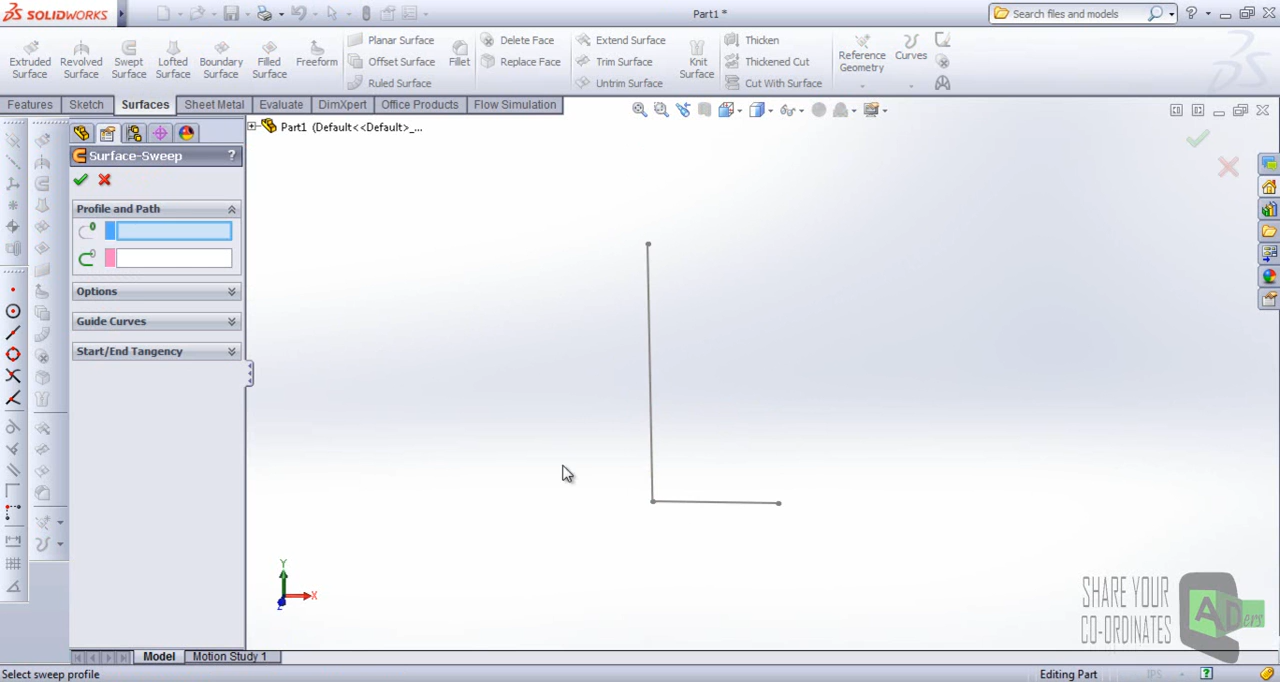 SOLIDWORKS
Part1 *
Search files and models
Extruded Surface
Revolved Surface
Swept Surface
Lofted Surface
Boundary Surface
Filled Surface
Freeform
Planar Surface
Offset Surface
Ruled Surface
Fillet
Delete Face
Replace Face
Extend Surface
Trim Surface
Untrim Surface
Knit Surface
Thicken
Thickened Cut
Cut With Surface
Reference Geometry
Curves
Features
Sketch
Surfaces
Sheet Metal
Evaluate
DimXpert
Office Products
Flow Simulation
Part1 (Default<<Default>_...
Surface-Sweep
?
Profile and Path
Options
Guide Curves
Start/End Tangency
Y
X
Z
SHARE YOUR
CO-ORDINATES
ADers
Model
Motion Study 1
Select sweep profile
Editing Part
IPS